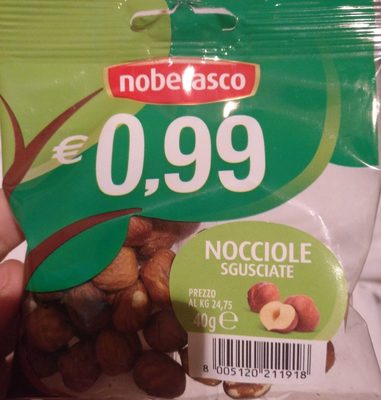 noberasco
€ 0,99
NOCCIOLE
SGUSCIATE
PREZZO
AL KG 24,75
40g e
8 005120 211918